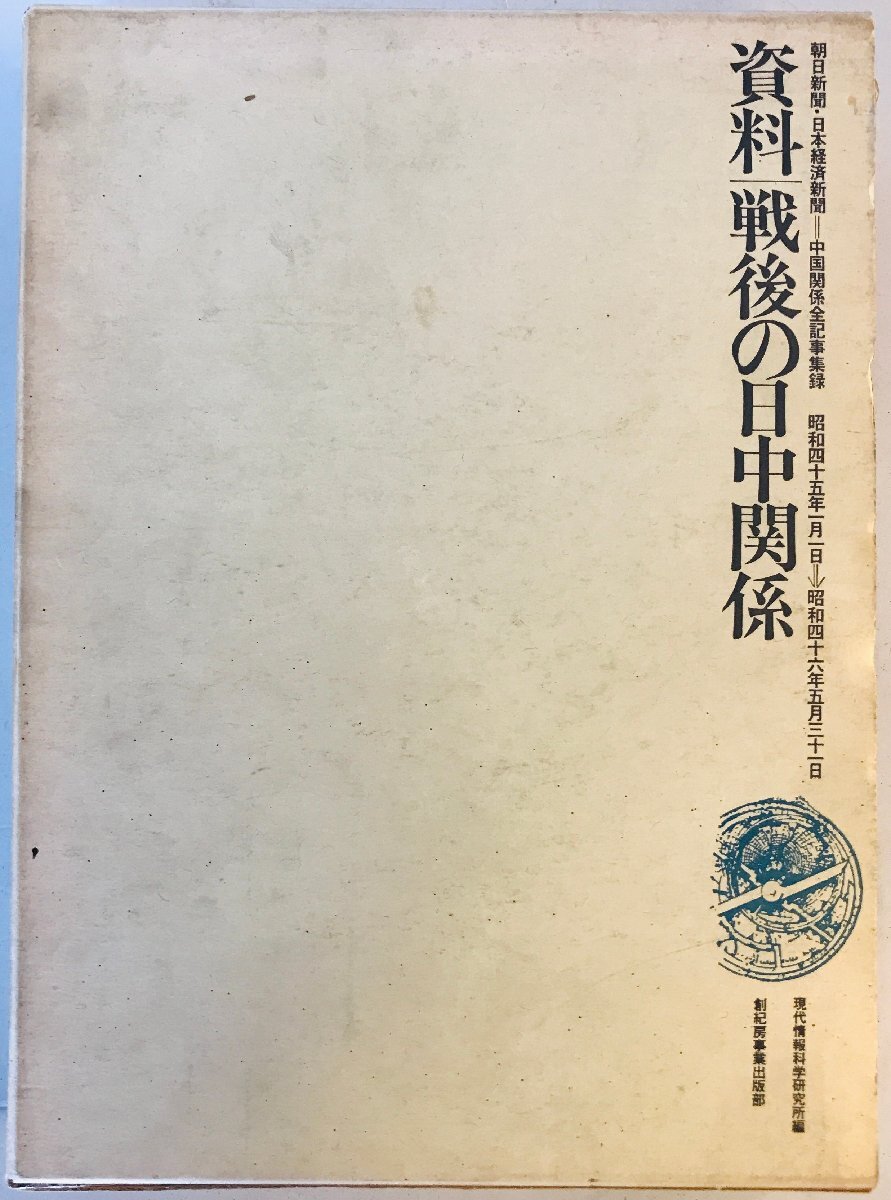 朝日新聞・日本経済新聞＝中国関係全記事集録　昭和四十五年一月一日⇒昭和四十六年五月三十一日
資料｜戦後の日中関係
現代情報科学研究所編
創紀房事業出版部